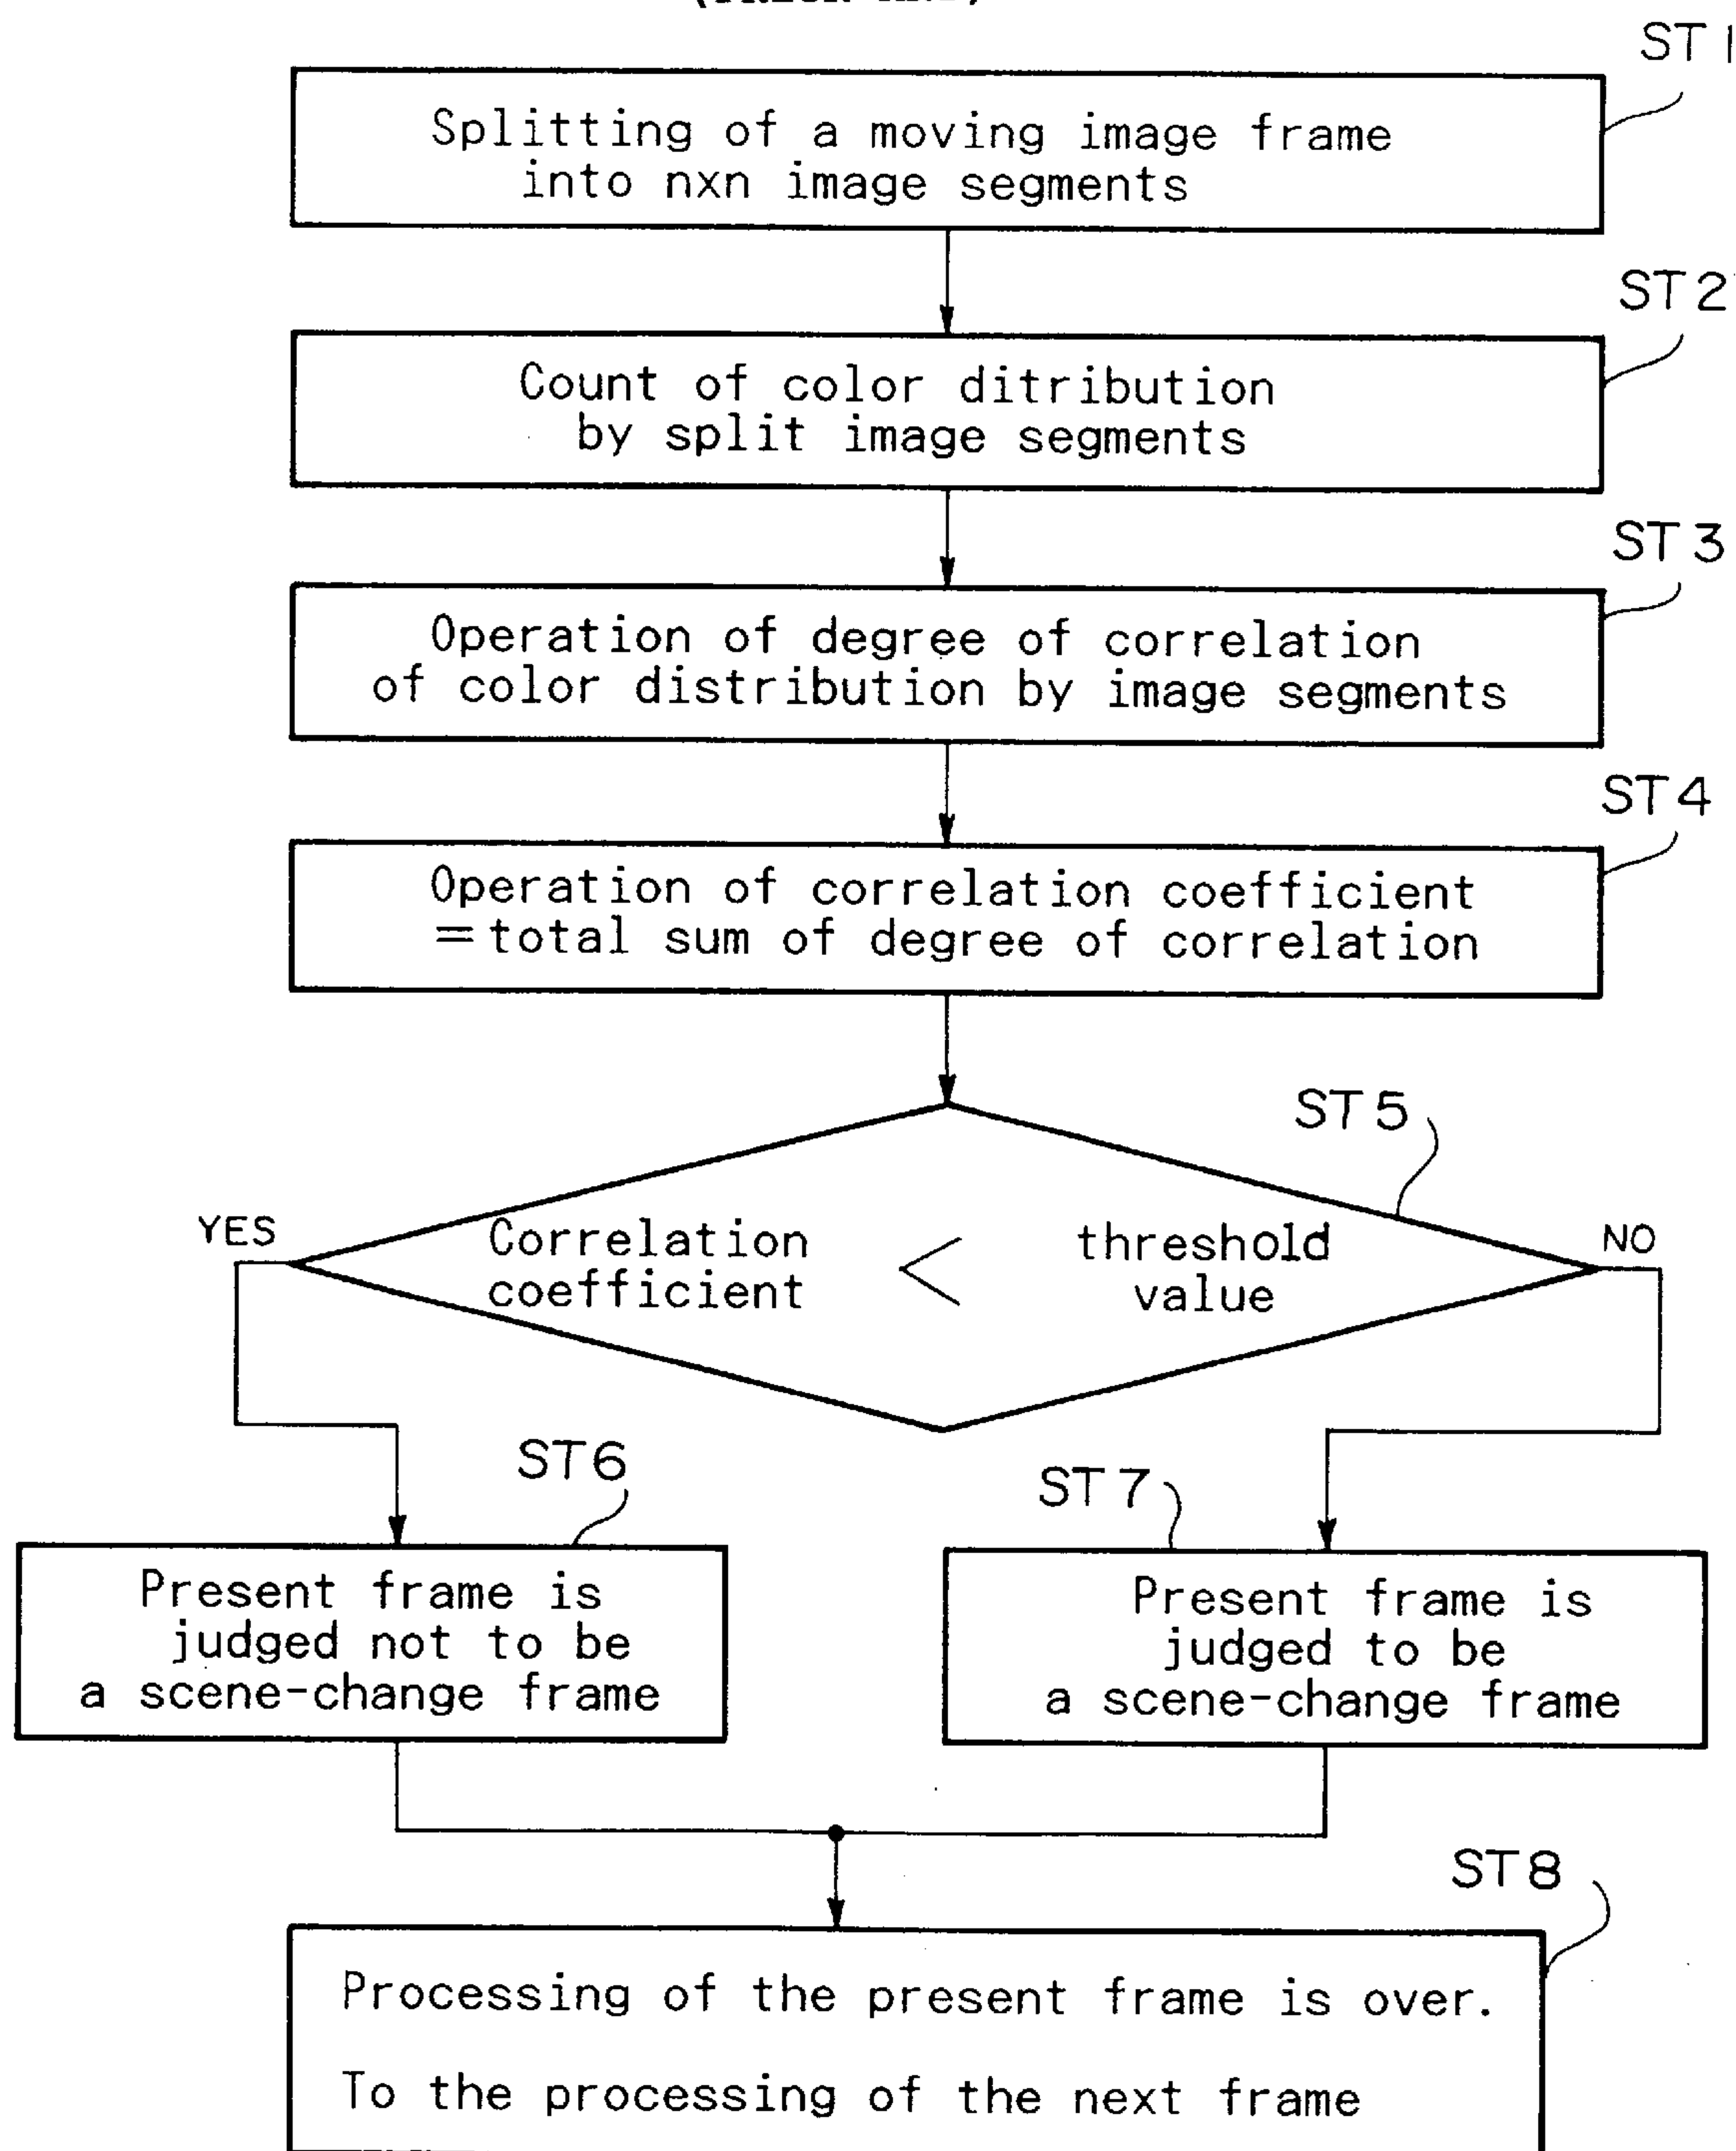 ST1
Splitting of a moving image frame
into nxn image segments
ST2
Count of color ditribution
by split image segments
ST3
Operation of degree of correlation
of color distribution by image segments
ST4
Operation of correlation coefficient
=total sum of degree of correlation
ST5
YES
NO
Correlation < threshold
coefficient value
ST6
ST7
Present frame is
judged not to be
a scene-change frame
Present frame is
judged to be
a scene-change frame
ST8
Processing of the present frame is over.
To the processing of the next frame